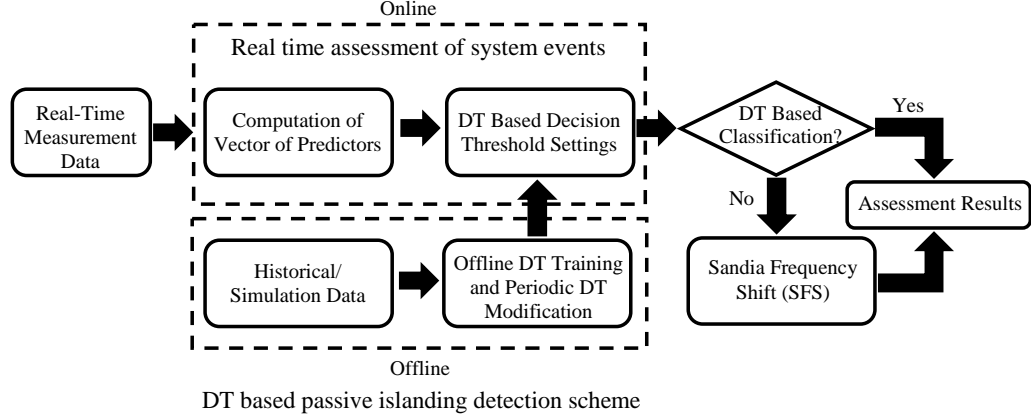 Online
Real time assessment of system events
Real-Time
Measurement
Data
Computation of
Vector of Predictors
DT Based Decision
Threshold Settings
DT Based
Classification?
Yes
No
Assessment Results
Historical/
Simulation Data
Offline DT Training
and Periodic DT
Modification
Sandia Frequency
Shift (SFS)
Offline
DT based passive islanding detection scheme